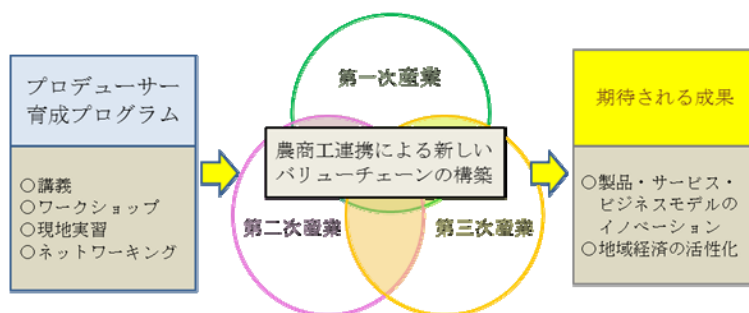 プロデューサー
育成プログラム
○講義
○ワークショップ
○現地実習
○ネットワーキング
第一次産業
農商工連携による新しい
バリューチェーンの構築
第二次産業
第三次産業
期待される成果
○製品・サービス・
ビジネスモデルの
イノベーション
○地域経済の活性化